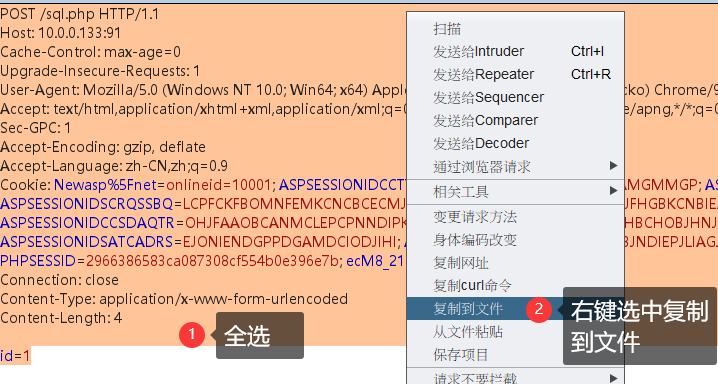 POST /sql.php HTTP/1.1
Host: 10.0.0.133:91
Cache-Control: max-age=0
Upgrade-Insecure-Requests: 1
User-Agent: Mozilla/5.0 (Windows NT 10.0; Win64; x64) Apple cko) Chrome/9
Accept: text/html,application/xhtml+xml,application/xml;q=0 e/apng,*/*;q=0
Sec-GPC: 1
Accept-Encoding: gzip, deflate
Accept-Language: zh-CN,zh;q=0.9
Cookie: Newasp%5Fnet=onlineid=10001; ASPSESSIONIDCCT AMGMMGP; AS
ASPSESSIONIDSCRQSSBQ=LCPFCKFBOMNFEMKCNCBCECMJ JFHGBKCNBIE
ASPSESSIONIDCCSDAQTR=OHJFAAOBCANMCLEPCPNNDIPK HBCHOBJHNJ
ASPSESSIONIDSATCADRS=EJONIENDGPPDGAMDCIODJIHI; BJNDIEPJLIAGJ
PHPSESSID=2966386583ca087308cf554b0e396e7b; ecM8_21
Connection: close
Content-Type: application/x-www-form-urlencoded
Content-Length: 4
id=1
1 全选
扫描
发送给Intruder Ctrl+I
发送给Repeater Ctrl+R
发送给Sequencer
发送给Comparer
发送给Decoder
通过浏览器请求
相关工具
变更请求方法
身体编码改变
复制网址
复制curl命令
复制到文件
从文件粘贴
保存项目
请求不要拦截
2 右键选中复制
到文件